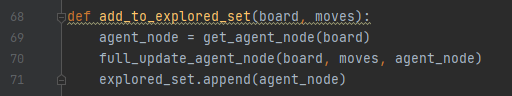 68 def add_to_explored_set(board, moves):
69     agent_node = get_agent_node(board)
70     full_update_agent_node(board, moves, agent_node)
71     explored_set.append(agent_node)